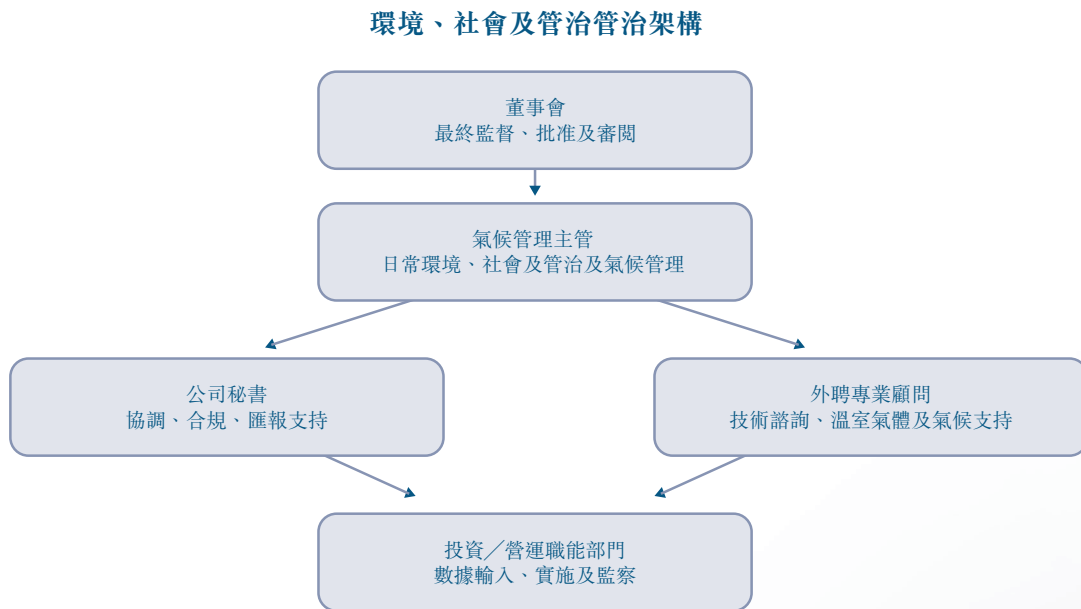 環境、社會及管治管治架構
董事會
最終監督、批准及審閱
氣候管理主管
日常環境、社會及管治及氣候管理
公司秘書
協調、合規、匯報支持
外聘專業顧問
技術諮詢、溫室氣體及氣候支持
投資／營運職能部門
數據輸入、實施及監察